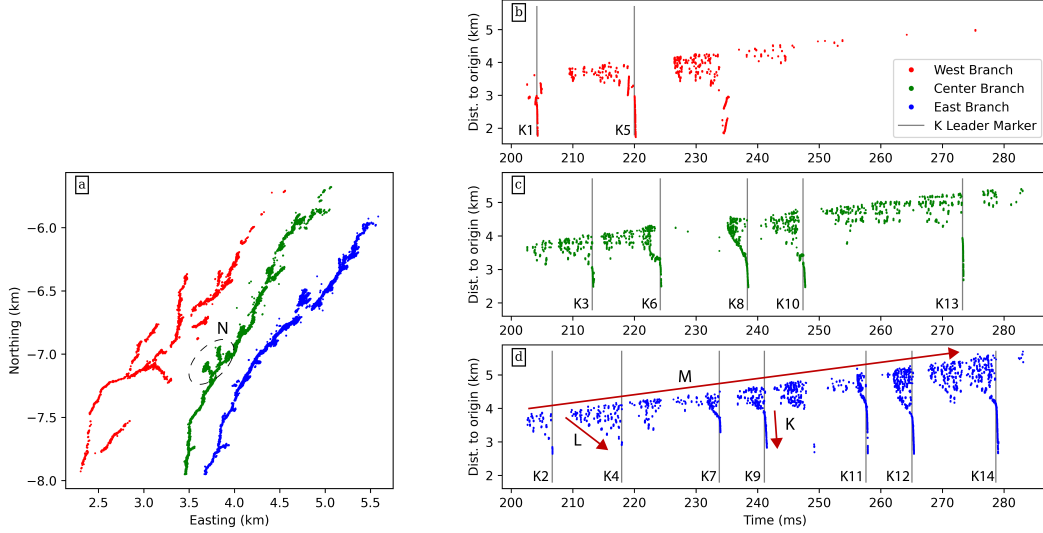 a
N
−6.0
−6.5
−7.0
−7.5
−8.0
Northing (km)
2.5 3.0 3.5 4.0 4.5 5.0 5.5
Easting (km)
b
5
4
3
2
Dist. to origin (km)
K1 K5
West Branch
Center Branch
East Branch
K Leader Marker
200 210 220 230 240 250 260 270 280
c
5
4
3
2
Dist. to origin (km)
K3 K6 K8 K10 K13
200 210 220 230 240 250 260 270 280
d
5
4
3
2
Dist. to origin (km)
M
L
K
K2 K4 K7 K9 K11 K12 K14
200 210 220 230 240 250 260 270 280
Time (ms)